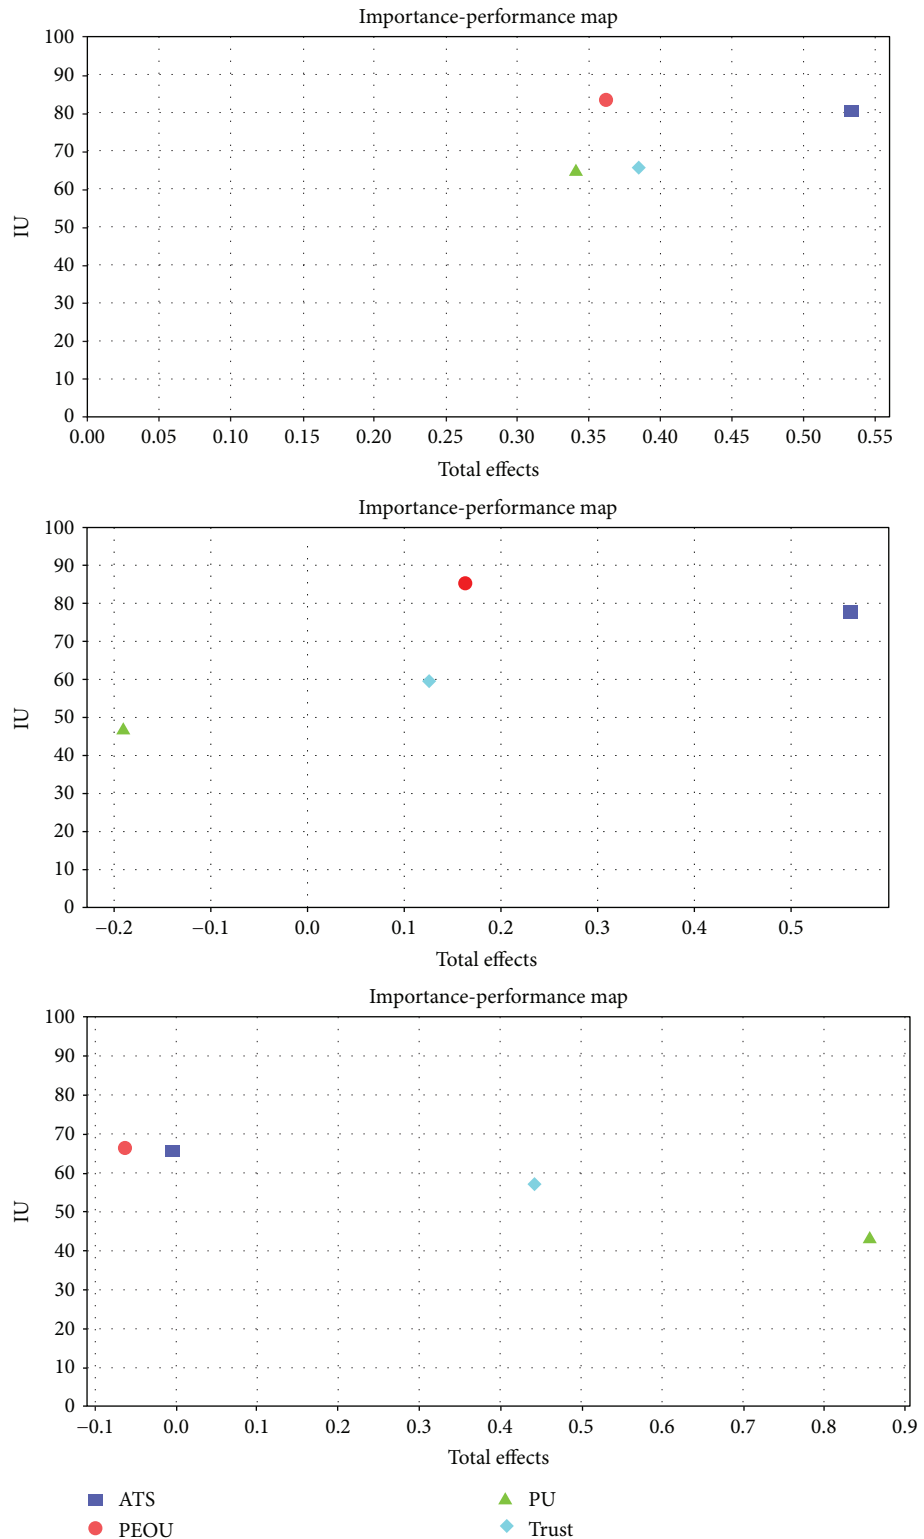 Importance-performance map
100
90
80
70
60
50
40
30
20
10
0
IU
0.00 0.05 0.10 0.15 0.20 0.25 0.30 0.35 0.40 0.45 0.50 0.55
Total effects
Importance-performance map
100
90
80
70
60
50
40
30
20
10
0
IU
−0.2 −0.1 0.0 0.1 0.2 0.3 0.4 0.5
Total effects
Importance-performance map
100
90
80
70
60
50
40
30
20
10
0
IU
−0.1 0.0 0.1 0.2 0.3 0.4 0.5 0.6 0.7 0.8 0.9
Total effects
ATS
PEOU
PU
Trust